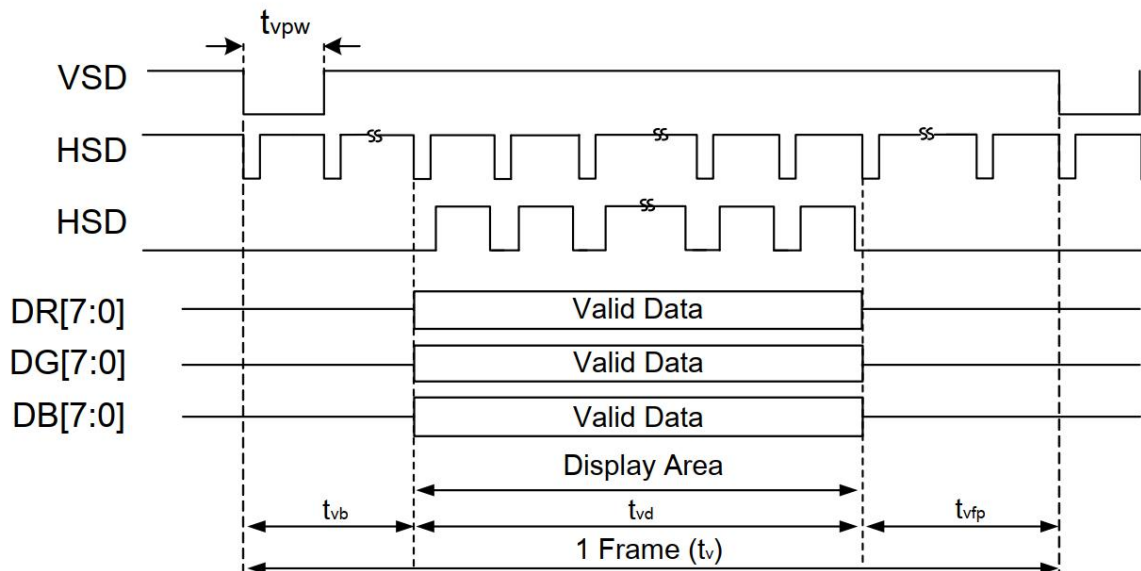 tvpw
VSD
HSD
HSD
DR[7:0] Valid Data
DG[7:0] Valid Data
DB[7:0] Valid Data
Display Area
tvb tvd tvfp
1 Frame (tv)